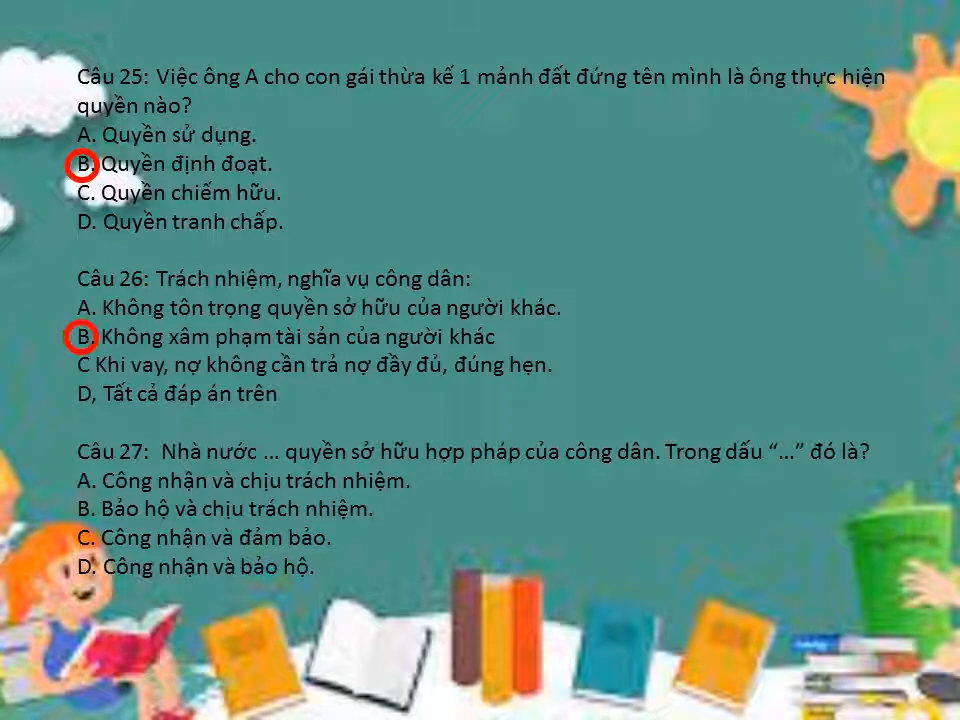 Câu 25: Việc ông A cho con gái thừa kế 1 mảnh đất đứng tên mình là ông thực hiện
quyền nào?
A. Quyền sử dụng.
B. Quyền định đoạt.
C. Quyền chiếm hữu.
D. Quyền tranh chấp.
Câu 26: Trách nhiệm, nghĩa vụ công dân:
A. Không tôn trọng quyền sở hữu của người khác.
B. Không xâm phạm tài sản của người khác
C Khi vay, nợ không cần trả nợ đầy đủ, đúng hẹn.
D, Tất cả đáp án trên
Câu 27:  Nhà nước ... quyền sở hữu hợp pháp của công dân. Trong dấu “...” đó là?
A. Công nhận và chịu trách nhiệm.
B. Bảo hộ và chịu trách nhiệm.
C. Công nhận và đảm bảo.
D. Công nhận và bảo hộ.